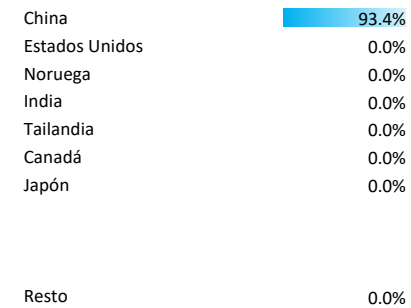 China 93.4%
Estados Unidos 0.0%
Noruega 0.0%
India 0.0%
Tailandia 0.0%
Canadá 0.0%
Japón 0.0%
Resto 0.0%